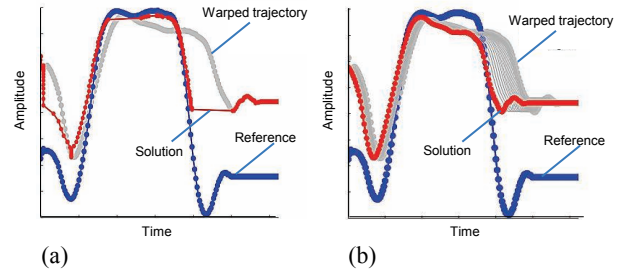 Warped trajectory
Amplitude
Solution
Reference
Time
(a)
Warped trajectory
Amplitude
Solution
Reference
Time
(b)